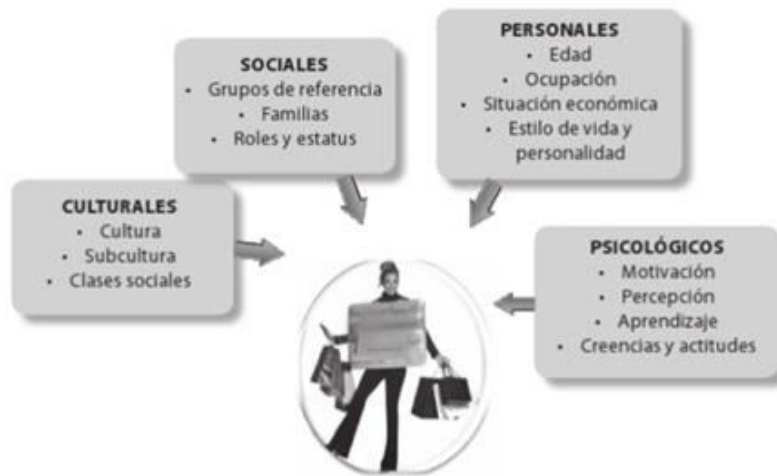 CULTURALES
• Cultura
• Subcultura
• Clases sociales
SOCIALES
• Grupos de referencia
• Familias
• Roles y estatus
PERSONALES
• Edad
• Ocupación
• Situación económica
• Estilo de vida y
personalidad
PSICOLÓGICOS
• Motivación
• Percepción
• Aprendizaje
• Creencias y actitudes